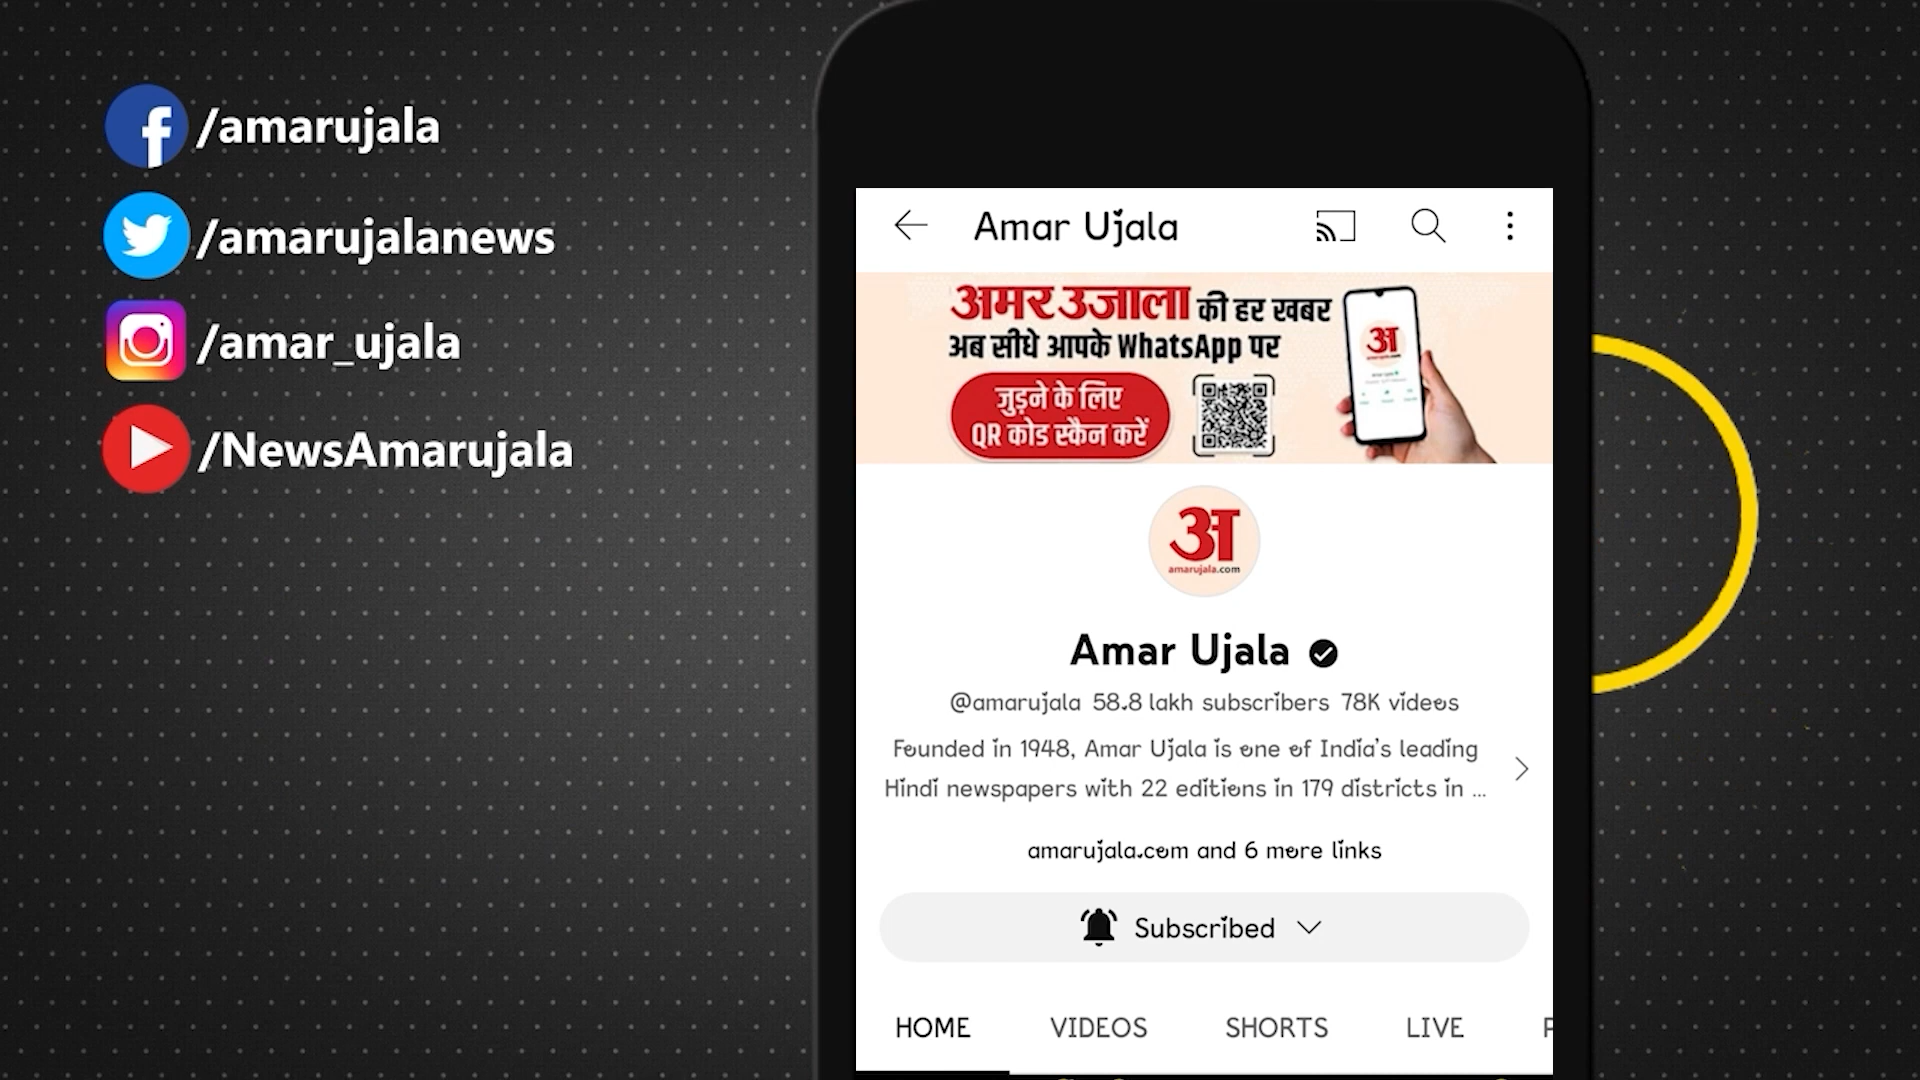 /amarujala
/amarujalanews
/amar_ujala
/NewsAmarujala
Amar Ujala
अमर उजाला की हर खबर
अब सीधे आपके WhatsApp पर
जुड़ने के लिए
QR कोड स्कैन करें
अ
अ
amarujala.com
Amar Ujala
@amarujala 58.8 lakh subscribers 78K videos
Founded in 1948, Amar Ujala is one of India's leading
Hindi newspapers with 22 editions in 179 districts in ...
amarujala.com and 6 more links
Subscribed
HOME VIDEOS SHORTS LIVE